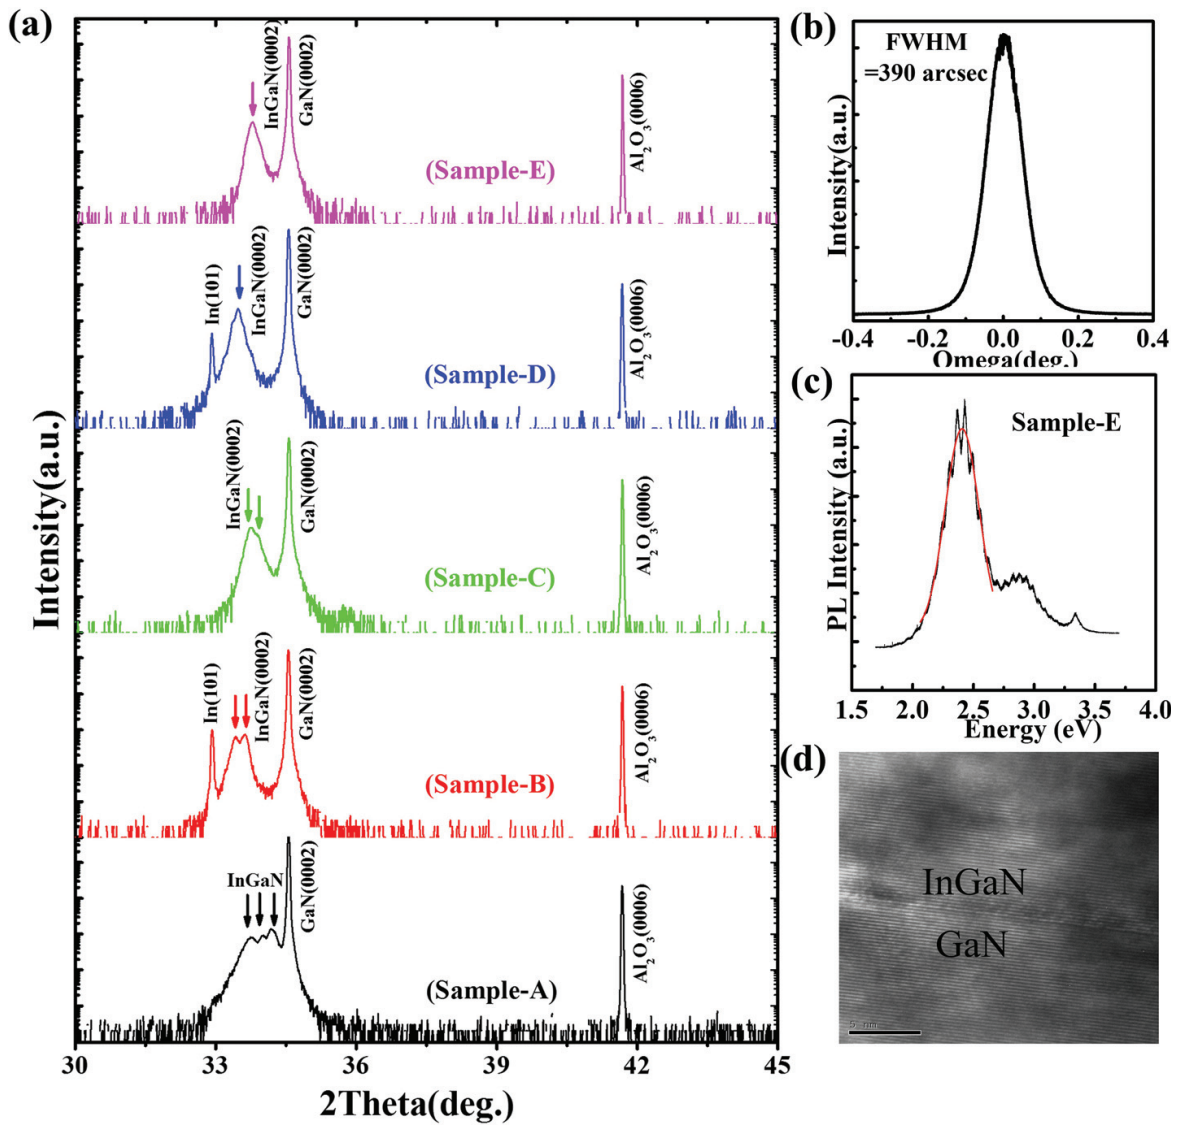 (a)
Intensity(a.u.)
InGaN(0002)
GaN(0002)
Al2O3(0006)
(Sample-E)
In(101)
InGaN(0002)
GaN(0002)
Al2O3(0006)
(Sample-D)
InGaN(0002)
GaN(0002)
Al2O3(0006)
(Sample-C)
In(101)
InGaN(0002)
GaN(0002)
Al2O3(0006)
(Sample-B)
InGaN
GaN(0002)
Al2O3(0006)
(Sample-A)
30 33 36 39 42 45
2Theta(deg.)
(b)
FWHM
=390 arcsec
Intensity(a.u.)
-0.4 -0.2 0.0 0.2 0.4
Omega(deg.)
(c)
Sample-E
PL Intensity (a.u.)
1.5 2.0 2.5 3.0 3.5 4.0
Energy (eV)
(d)
InGaN
GaN
5 nm